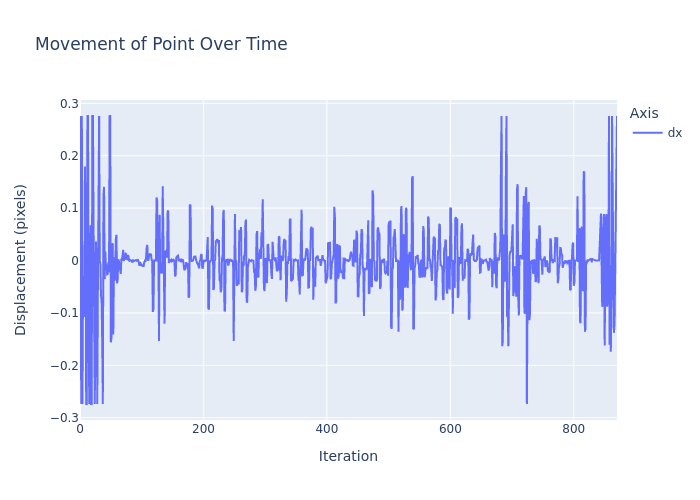 Movement of Point Over Time
Axis
dx
Displacement (pixels)
0.3
0.2
0.1
0
−0.1
−0.2
−0.3
0
200
400
600
800
Iteration